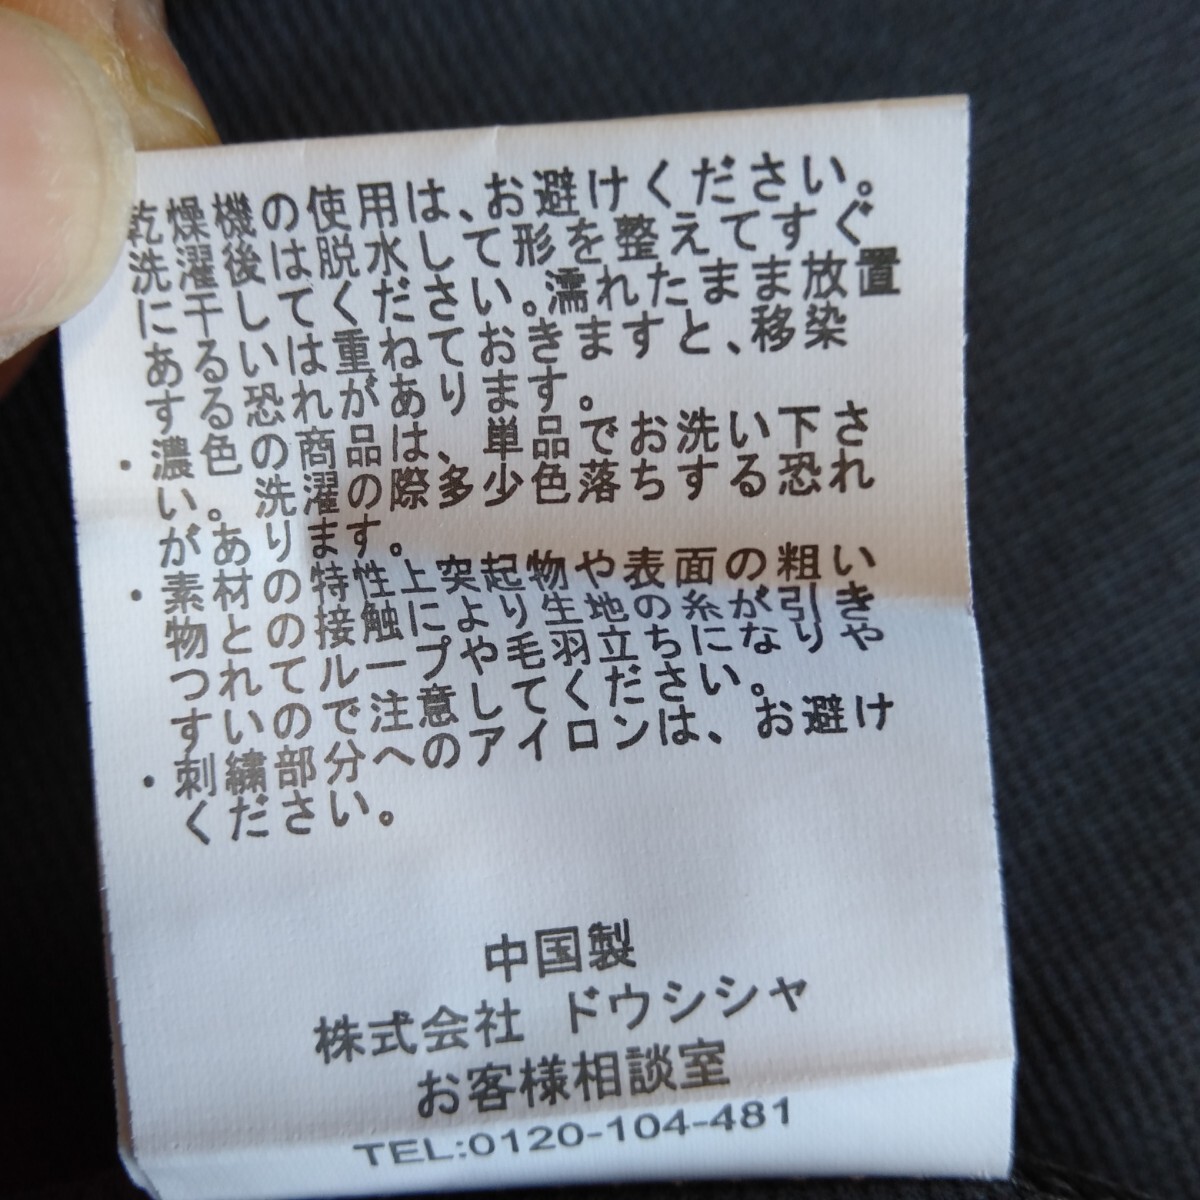 乾燥機の使用は、お避けください。
洗濯後は脱水して形を整えてすぐ
に干してください。濡れたまま放置
あるいは重ねておきますと、移染
する恐れがあります。
・濃色の商品は、単品でお洗い下さ
い。洗濯の際多少色落ちする恐れ
があります。
・素材の特性上突起物や表面の粗い
物との接触により生地の糸が引き
つれてループや毛羽立ちになりや
すいので注意してください。
・刺繍部分へのアイロンは、お避け
ください。
中国製
株式会社 ドウシシャ
お客様相談室
TEL:0120-104-481